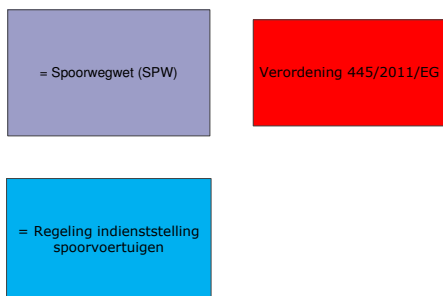 = Spoorwegwet (SPW)
Verordening 445/2011/EG
= Regeling indienststelling
spoorvoertuigen